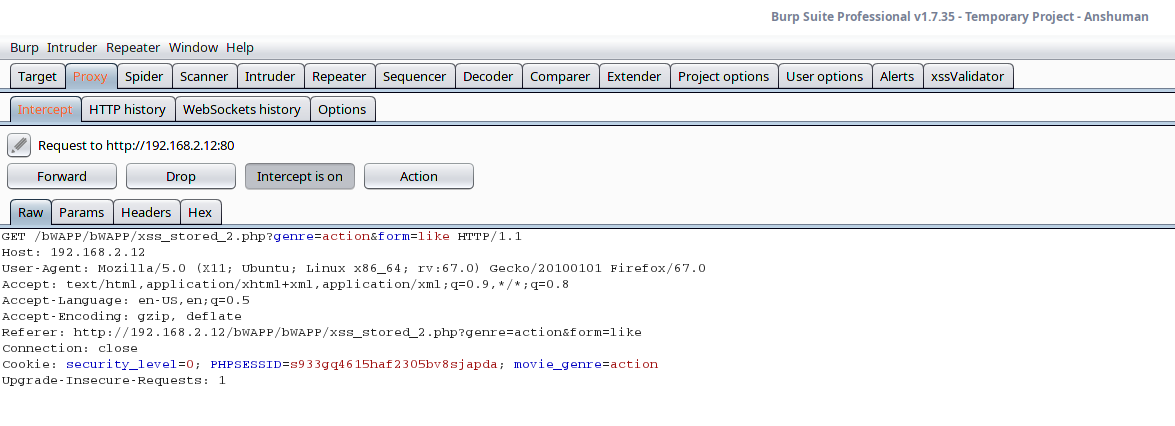 Burp Suite Professional v1.7.35 - Temporary Project - Anshuman
Burp Intruder Repeater Window Help
Target Proxy Spider Scanner Intruder Repeater Sequencer Decoder Comparer Extender Project options User options Alerts xssValidator
Intercept HTTP history WebSockets history Options
Request to http://192.168.2.12:80
Forward Drop Intercept is on Action
Raw Params Headers Hex
GET /bWAPP/bWAPP/xss_stored_2.php?genre=action&form=like HTTP/1.1
Host: 192.168.2.12
User-Agent: Mozilla/5.0 (X11; Ubuntu; Linux x86_64; rv:67.0) Gecko/20100101 Firefox/67.0
Accept: text/html,application/xhtml+xml,application/xml;q=0.9,*/*;q=0.8
Accept-Language: en-US,en;q=0.5
Accept-Encoding: gzip, deflate
Referer: http://192.168.2.12/bWAPP/bWAPP/xss_stored_2.php?genre=action&form=like
Connection: close
Cookie: security_level=0; PHPSESSID=s933gq4615haf2305bv8sjapda; movie_genre=action
Upgrade-Insecure-Requests: 1